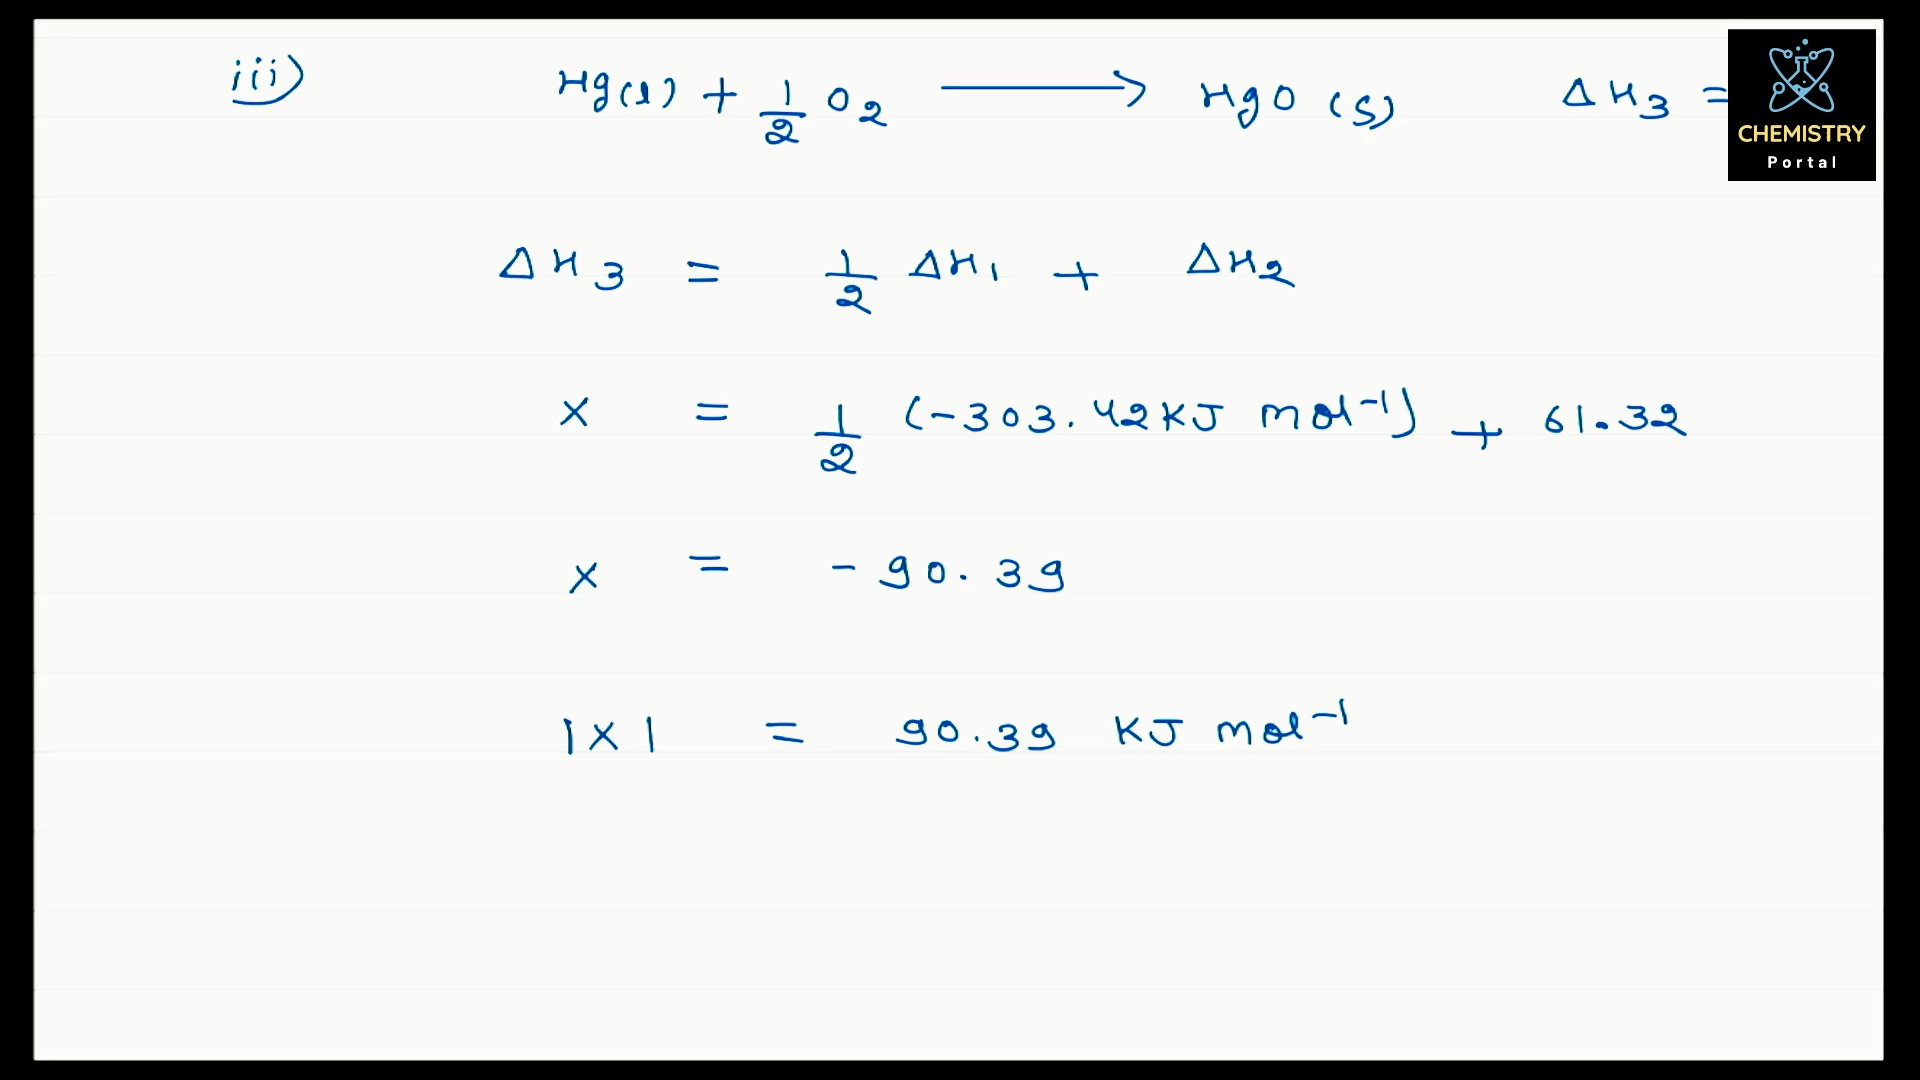 iii) Hg(l) + 1/2 O2 ⟶ HgO (s) ΔH3 =
CHEMISTRY
Portal
ΔH3 = 1/2 ΔH1 + ΔH2
x = 1/2 (-303.42 KJ mol⁻¹) + 61.32
x = - 90.39
|x| = 90.39 KJ mol⁻¹